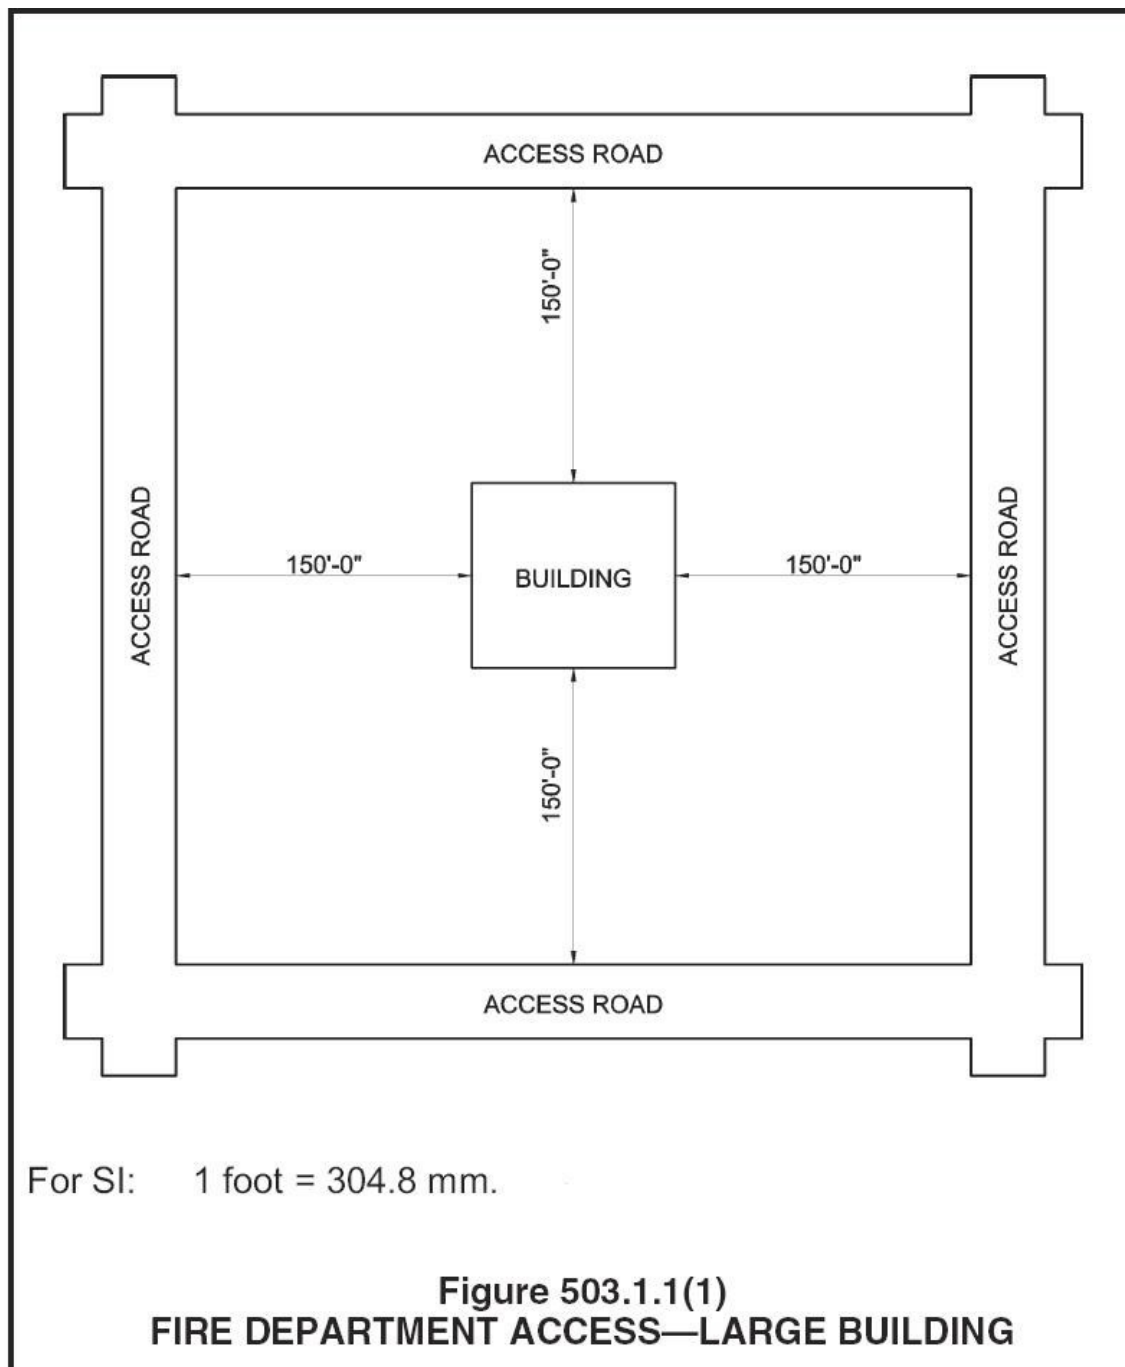 ACCESS ROAD
150'-0"
ACCESS ROAD
150'-0"
BUILDING
150'-0"
ACCESS ROAD
150'-0"
ACCESS ROAD
For SI: 1 foot = 304.8 mm.
Figure 503.1.1(1)
FIRE DEPARTMENT ACCESS—LARGE BUILDING